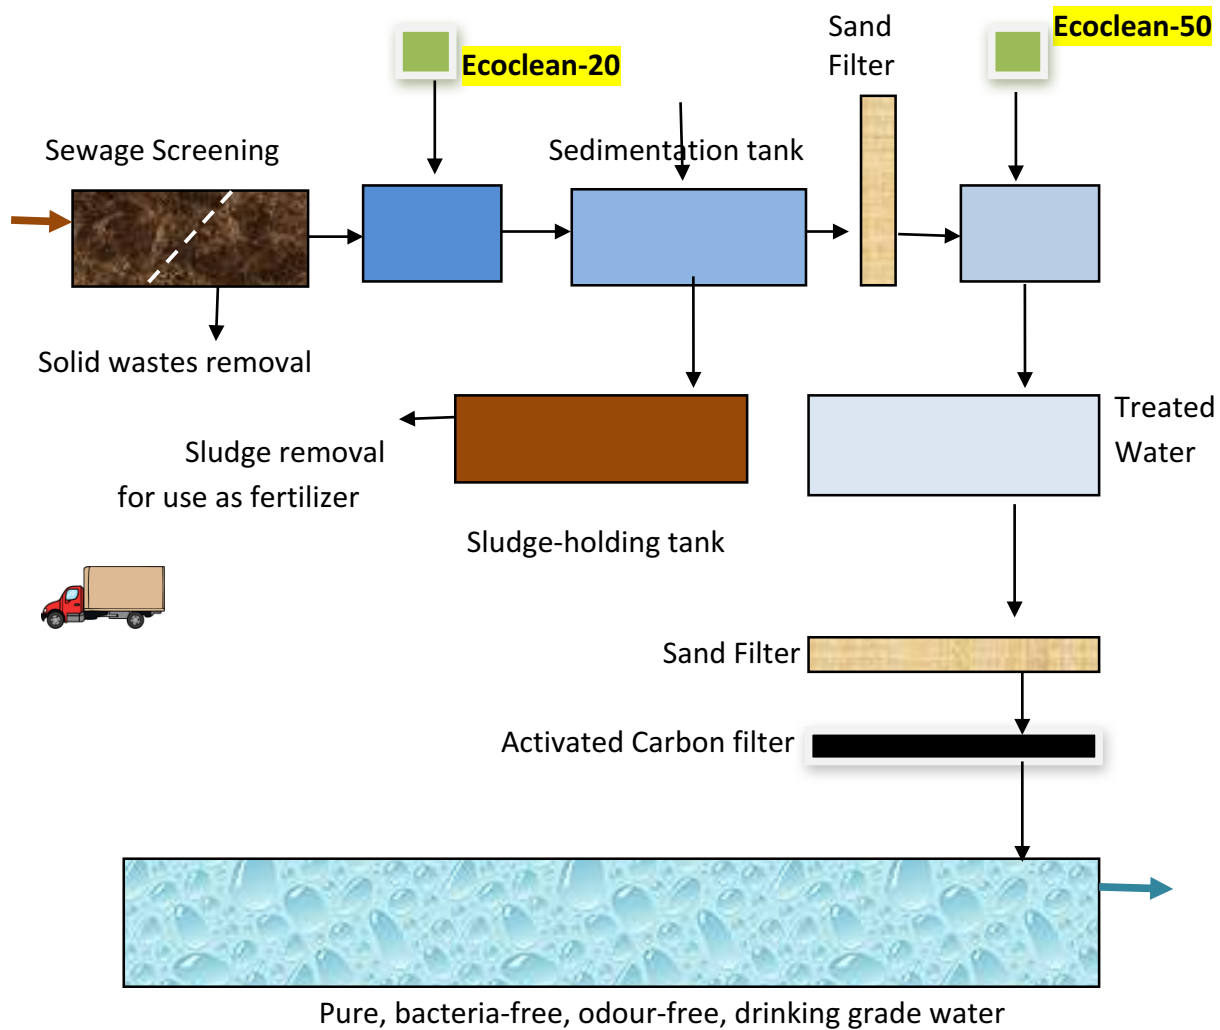 Sand
Filter
Ecoclean-50
Ecoclean-20
Sewage Screening
Sedimentation tank
Solid wastes removal
Treated
Water
Sludge removal
for use as fertilizer
Sludge-holding tank
Sand Filter
Activated Carbon filter
Pure, bacteria-free, odour-free, drinking grade water